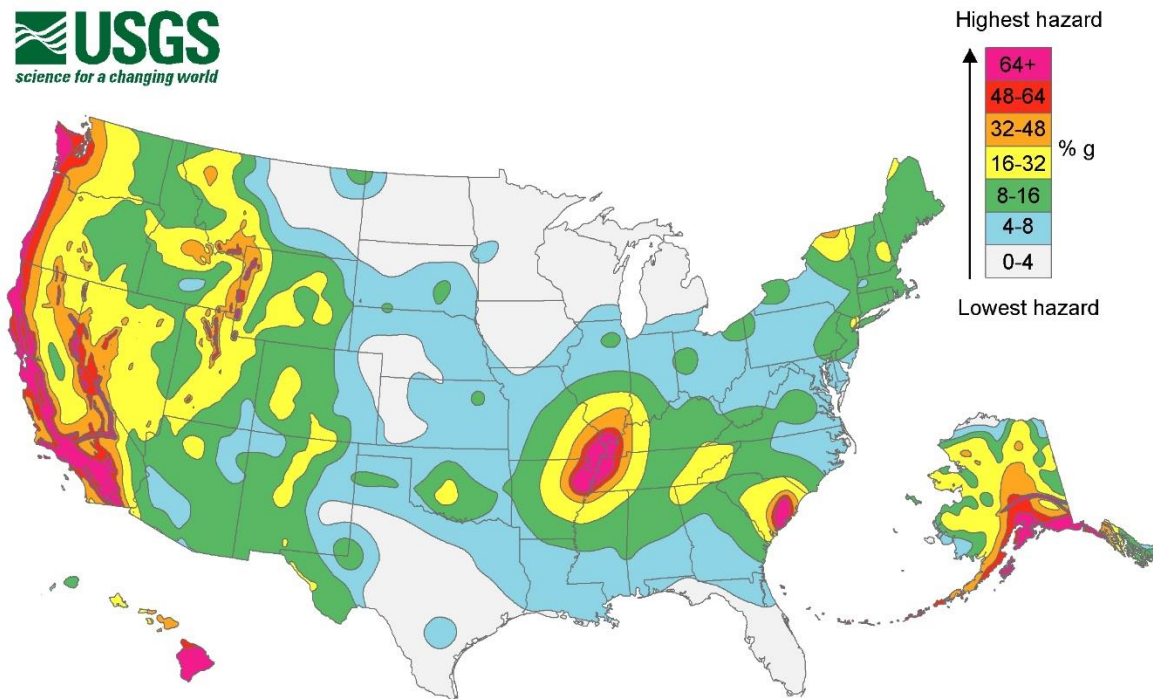 USGS
science for a changing world
Highest hazard
64+
48-64
32-48
16-32
8-16
4-8
0-4
% g
Lowest hazard